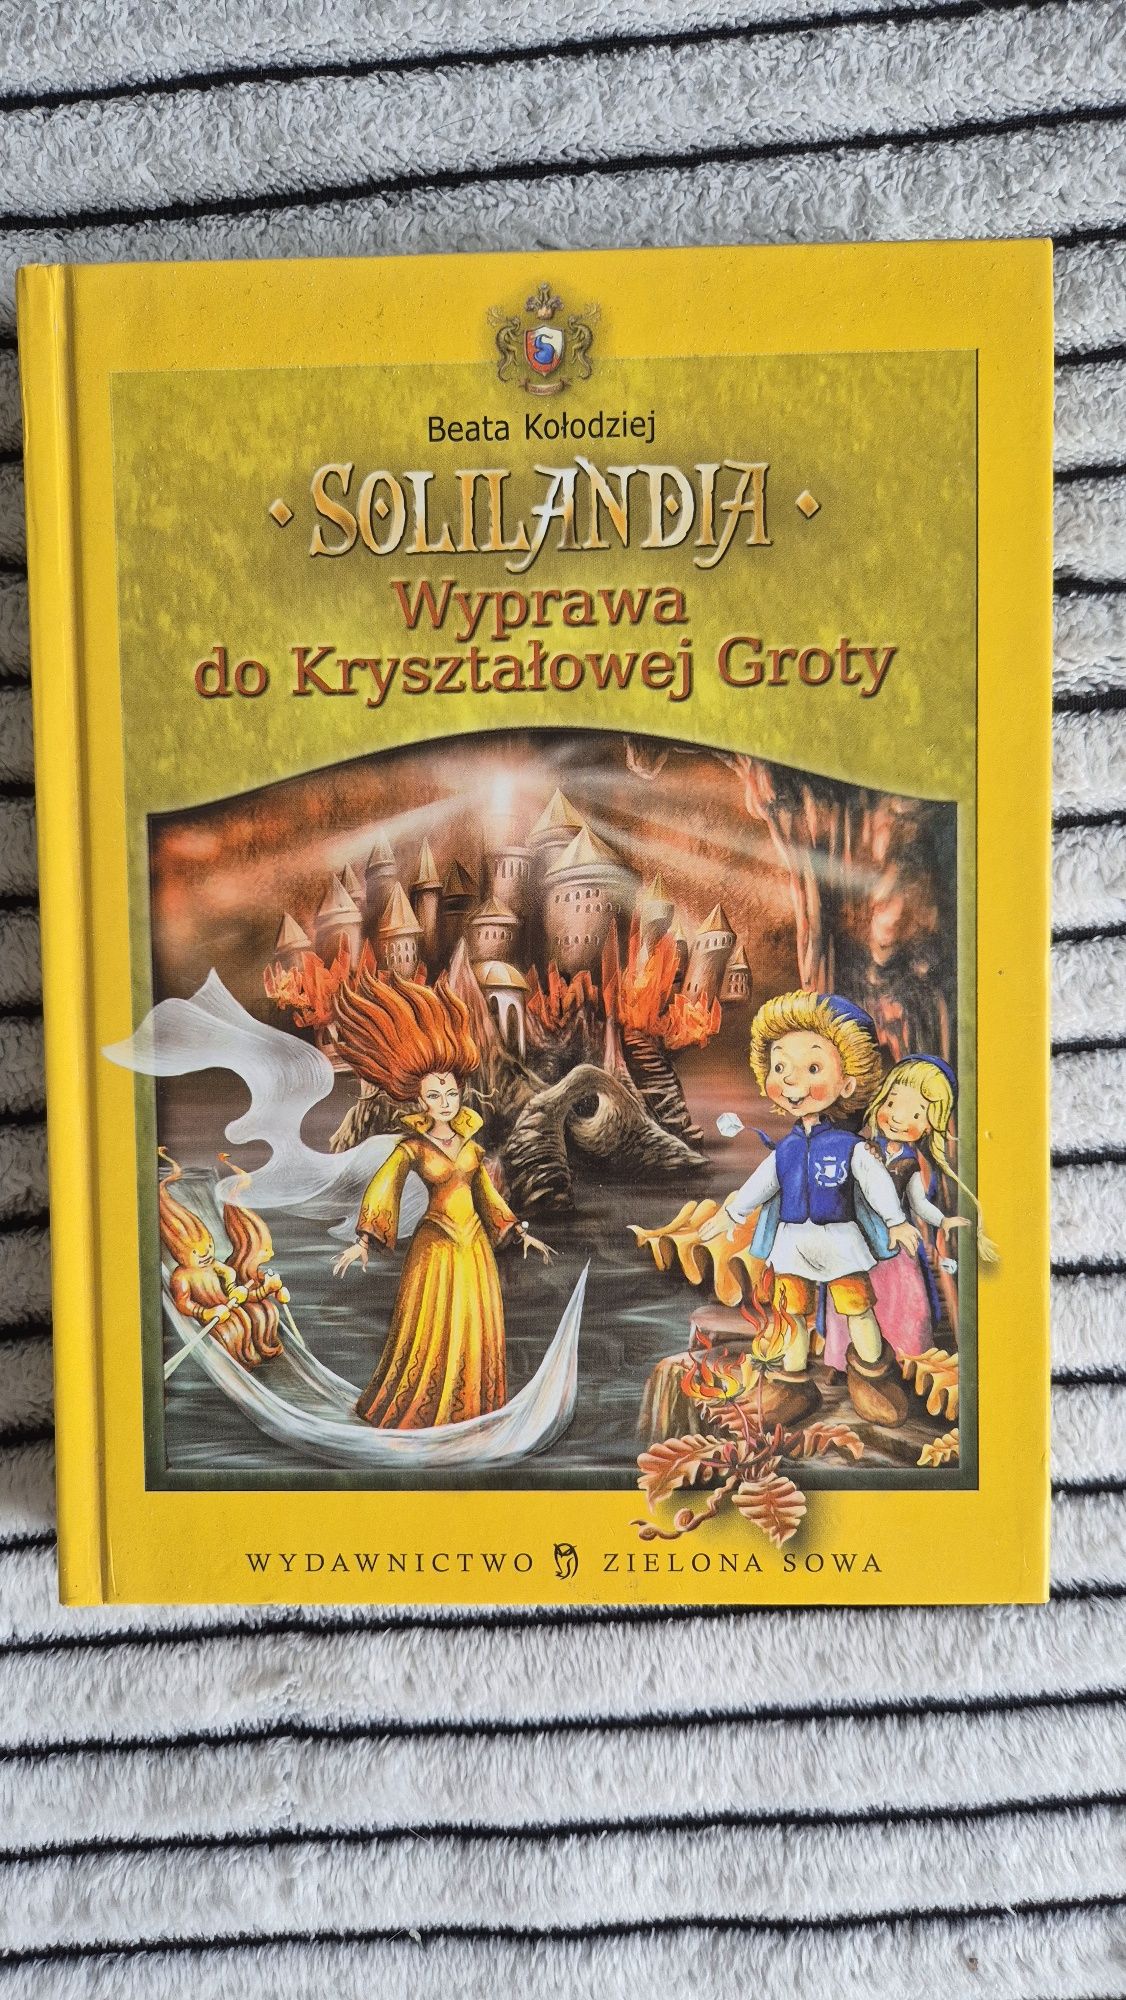 Beata Kołodziej
SOLILANDIA
Wyprawa
do Kryształowej Groty
WYDAWNICTWO ZIELONA SOWA